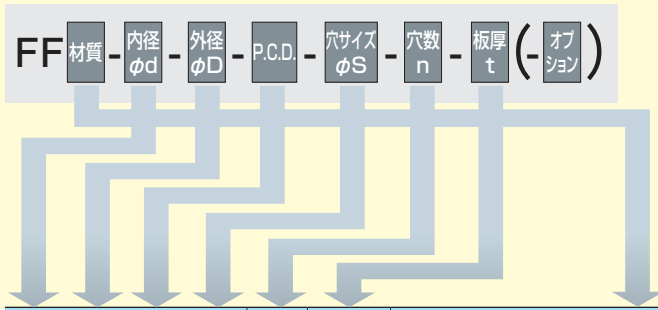 FF 材質 - 内径 φd - 外径 φD - P.C.D. - 穴サイズ φS - 穴数 n - 板厚 t (- オプション)